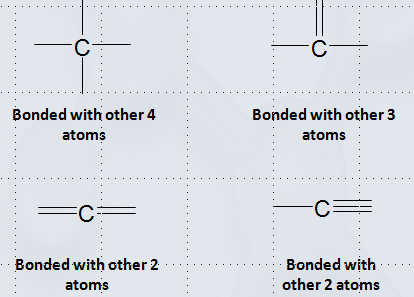 C
C
Bonded with other 4
atoms
Bonded with other 3
atoms
C
C
Bonded with other 2
atoms
Bonded with
other 2 atoms